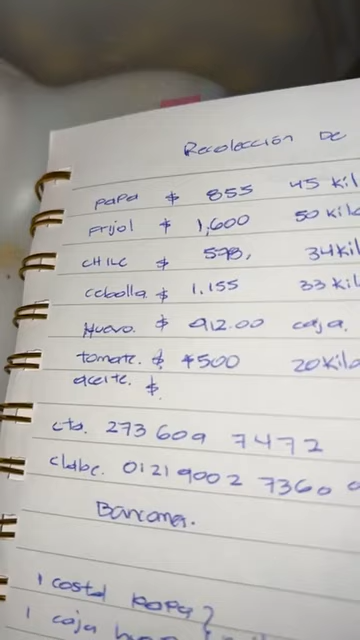 Recolección De
papa $ 855 45 kil
frijol $ 1,600 50 kilo
CHILE $ 598, 34 kil
cebolla $ 1.155 33 kil
Huevo. $ 912.00 caja.
tomate. $ 500 20 kilo
aceite. $
cta. 273 609 7472
clabe. 0121 9002 7360
Bancomer.
1 costal papa
1 caja